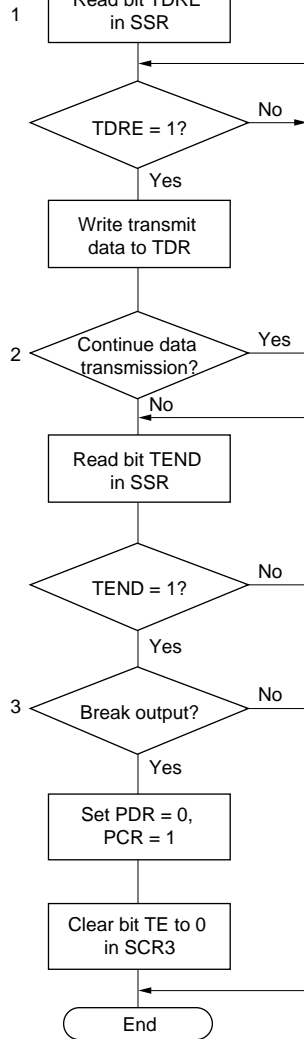 1
Read bit TDRE
in SSR
TDRE = 1?
No
Yes
Write transmit
data to TDR
2
Continue data
transmission?
Yes
No
Read bit TEND
in SSR
TEND = 1?
No
Yes
3
Break output?
No
Yes
Set PDR = 0,
PCR = 1
Clear bit TE to 0
in SCR3
End